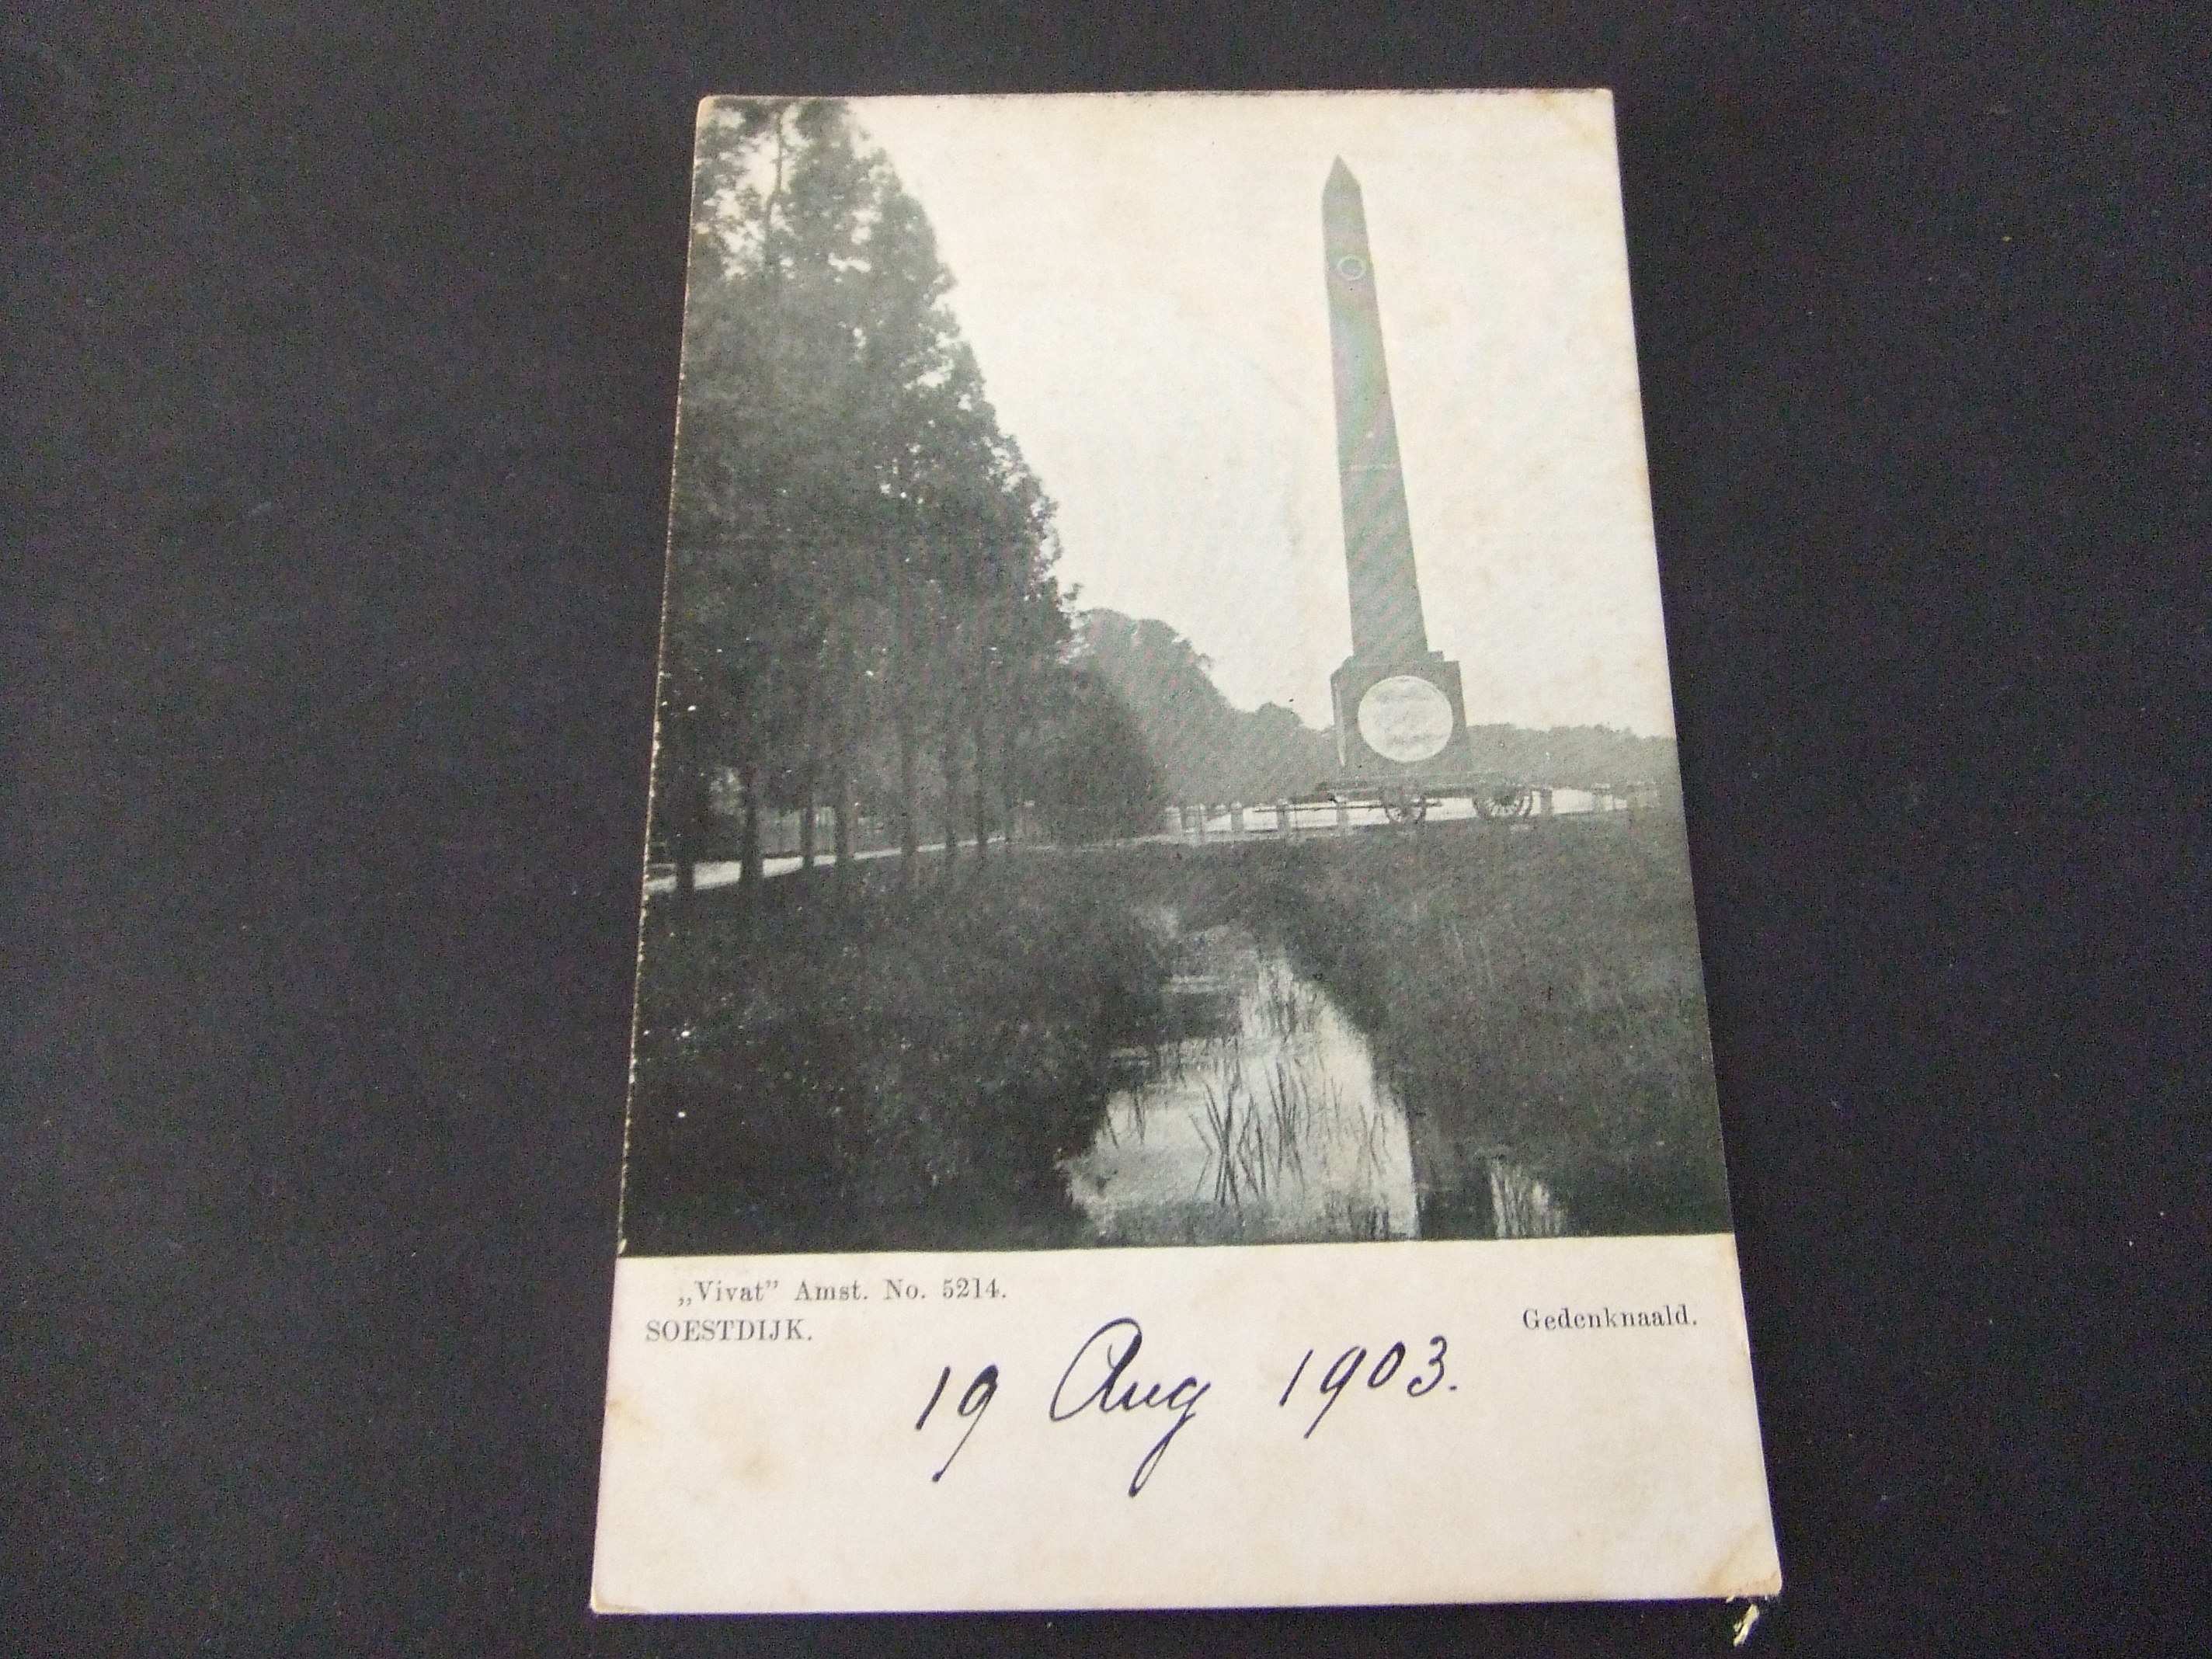 „Vivat” Amst. No. 5214.
SOESTDIJK.
Gedenknaald.
19 Aug 1903.